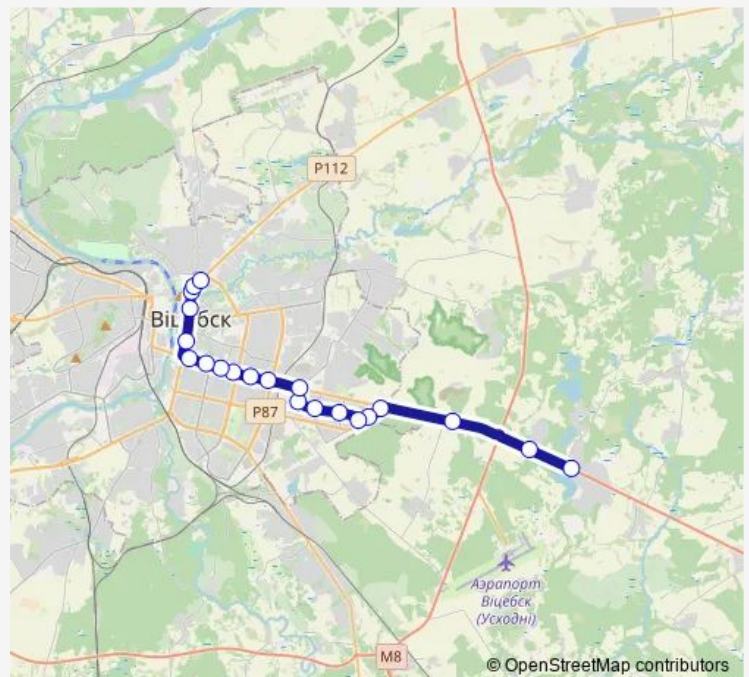 P112
Віцебск
P87
Аэрапорт
Віцебск
(Усходні)
M8
© OpenStreetMap contributors